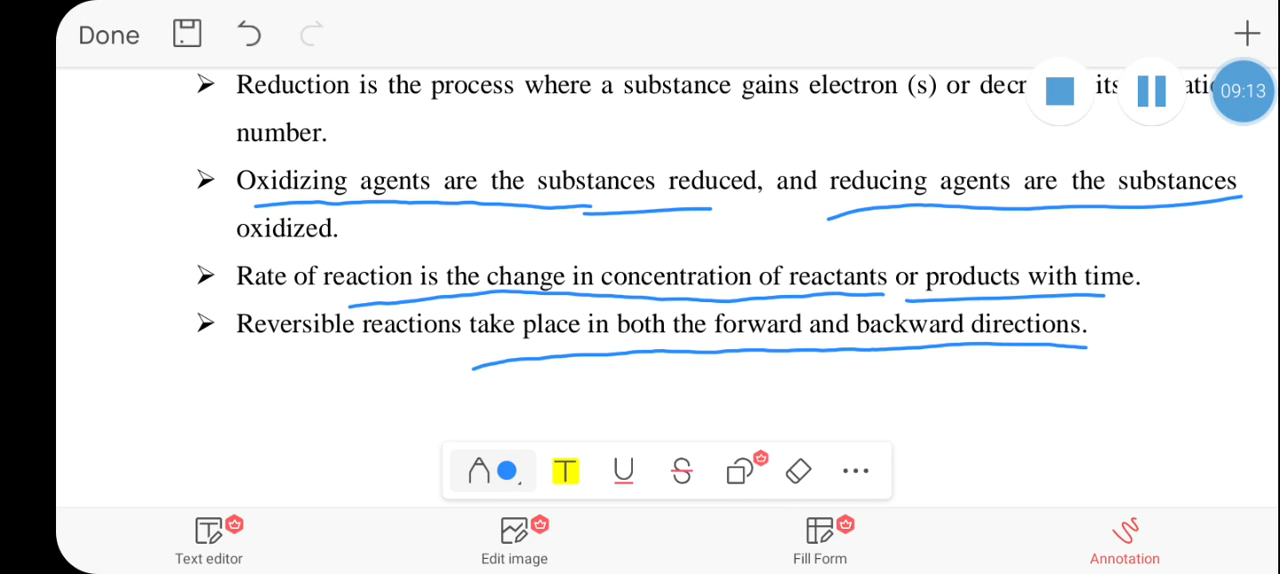 Done
➢ Reduction is the process where a substance gains electron (s) or its
09:13
number.
➢ Oxidizing agents are the substances reduced, and reducing agents are the substances
oxidized.
➢ Rate of reaction is the change in concentration of reactants or products with time.
➢ Reversible reactions take place in both the forward and backward directions.
T U S
Text editor Edit image Fill Form Annotation